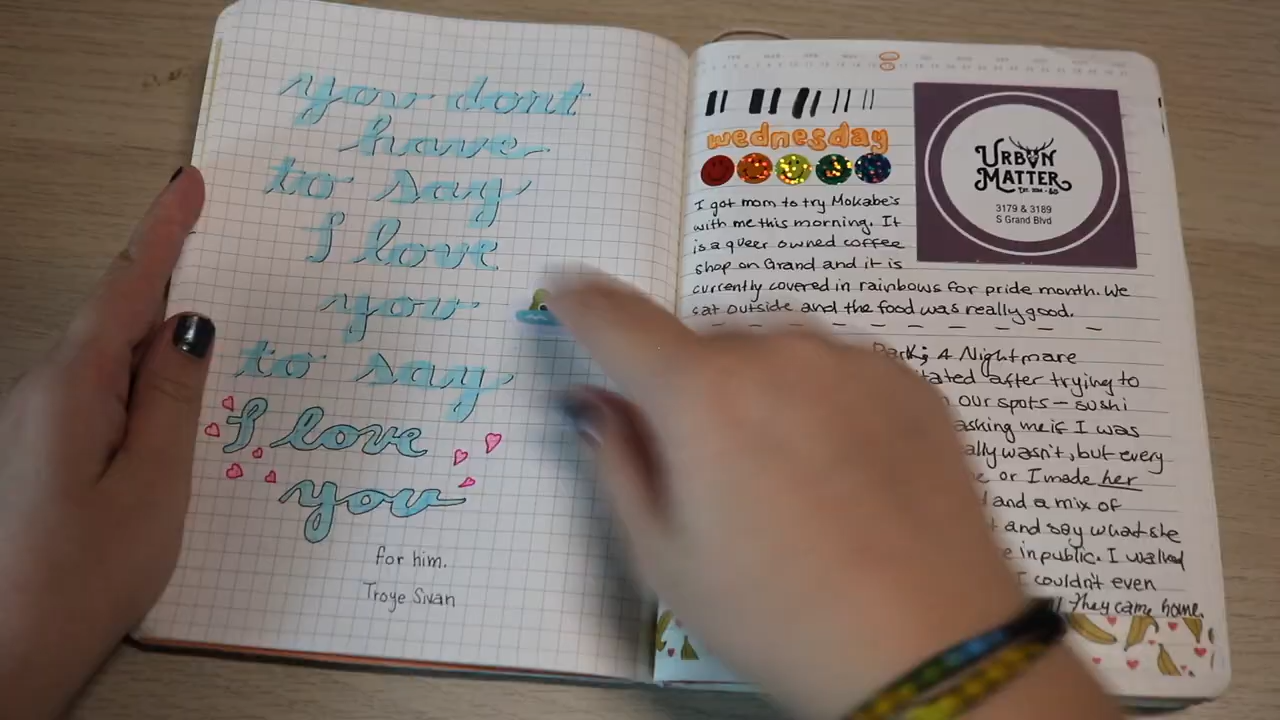 you dont
have
to say
I love
you
to say
I love
you
for him.
Troye Sivan
wednesday
URBAN
MATTER
EST. 2014
3179 & 3189
S Grand Blvd
I got mom to try Mokabe's
with me this morning. It
is a queer owned coffee
shop on Grand and it is
currently covered in rainbows for pride month. We
sat outside and the food was really good.
Park; A Nightmare
after trying to
our spots - sushi
asking me if I was
wasn't, but every
or I made her
and a mix of
and say what she
in public. I walked
I couldn't even
They came home.